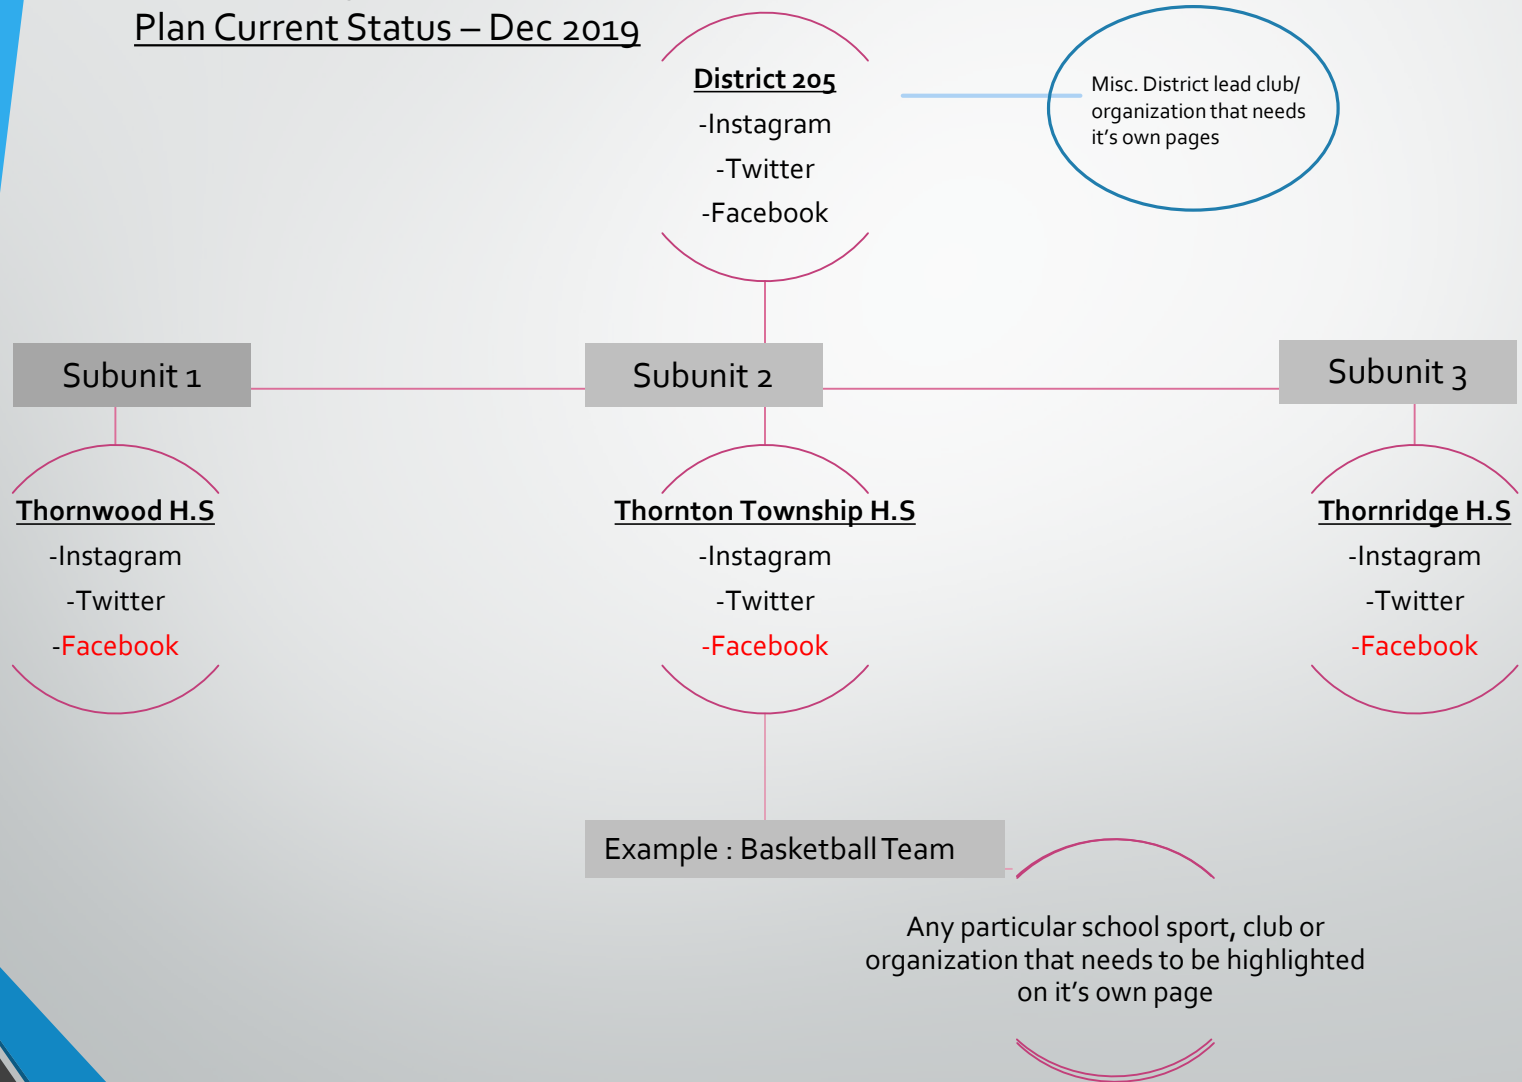 Plan Current Status – Dec 2019
District 205
-Instagram
-Twitter
-Facebook
Misc. District lead club/
organization that needs
it's own pages
Subunit 1
Subunit 2
Subunit 3
Thornwood H.S
-Instagram
-Twitter
-Facebook
Thornton Township H.S
-Instagram
-Twitter
-Facebook
Thornridge H.S
-Instagram
-Twitter
-Facebook
Example : Basketball Team
Any particular school sport, club or
organization that needs to be highlighted
on it's own page